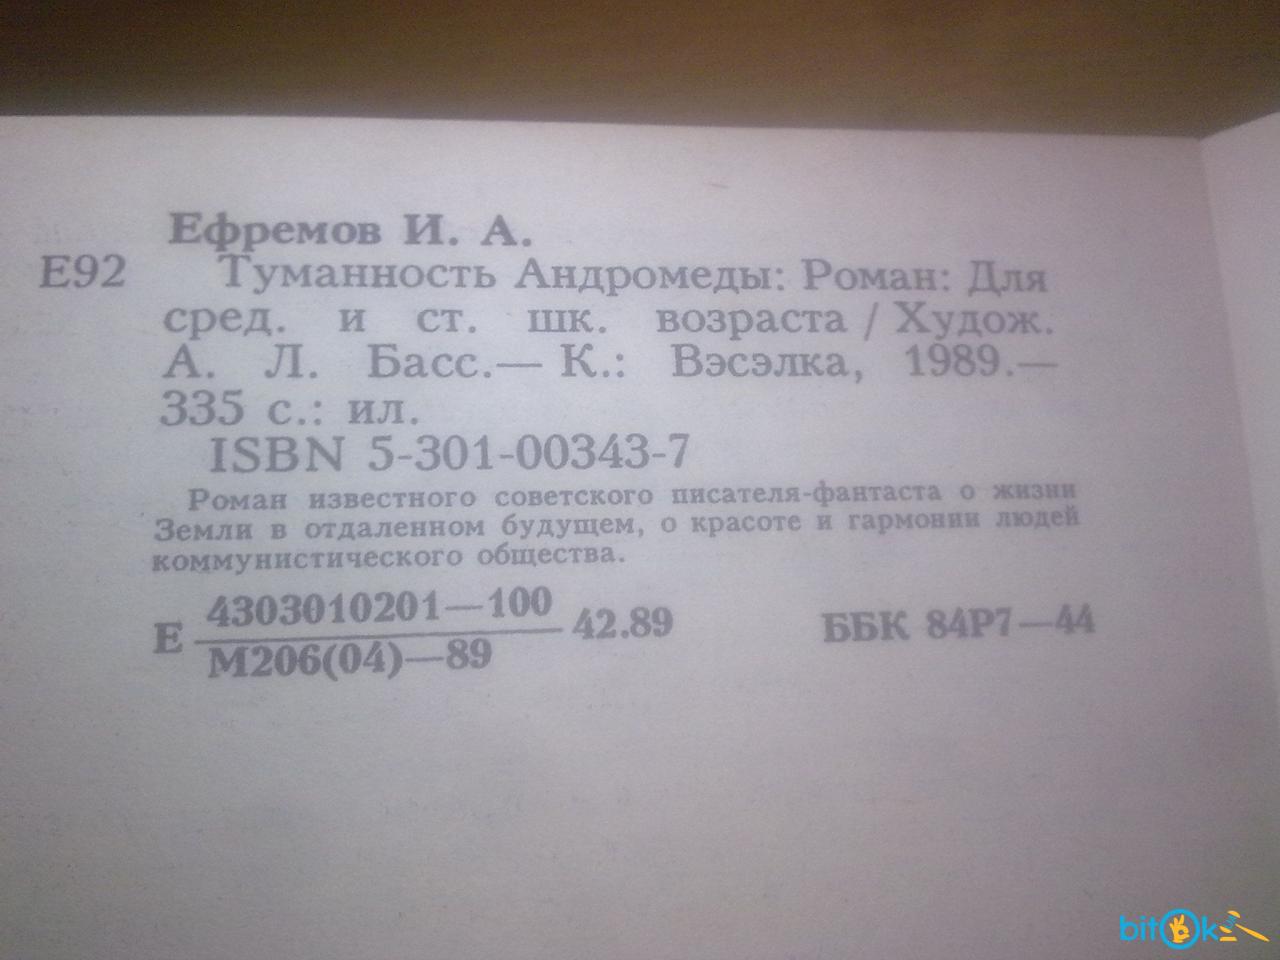 Ефремов И. А.
Е92 Туманность Андромеды: Роман: Для
сред. и ст. шк. возраста / Худож.
А. Л. Басс.— К.: Вэсэлка, 1989.—
335 с.: ил.
ISBN 5-301-00343-7
Роман известного советского писателя-фантаста о жизни
Земли в отдаленном будущем, о красоте и гармонии людей
коммунистического общества.
4303010201—100
Е 42.89 ББК 84Р7—44
М206(04)—89
bitOk